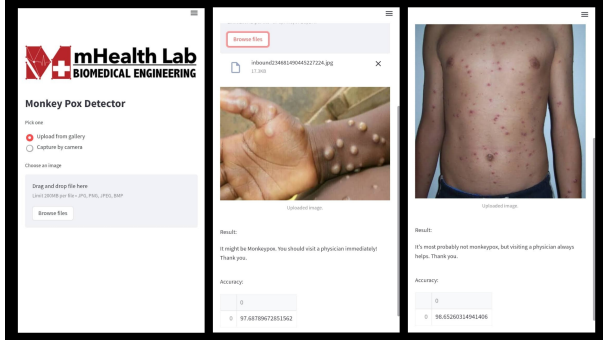 mHealth Lab
BIOMEDICAL ENGINEERING
Monkey Pox Detector
Pick one
Upload from gallery
Capture by camera
Choose an image
Drag and drop file here
Limit 200MB per file • JPG, PNG, JPEG, BMP
Browse files
Browse files
inbound234681490445227224.jpg
17.3KB
Uploaded Image
Result:
It might be Monkeypox. You should visit a physician immediately!
Thank you.
Accuracy:
0
0 97.68789672851562
Uploaded Image
Result:
It's most probably not monkeypox, but visiting a physician always
helps. Thank you.
Accuracy:
0
0 98.65260314941406